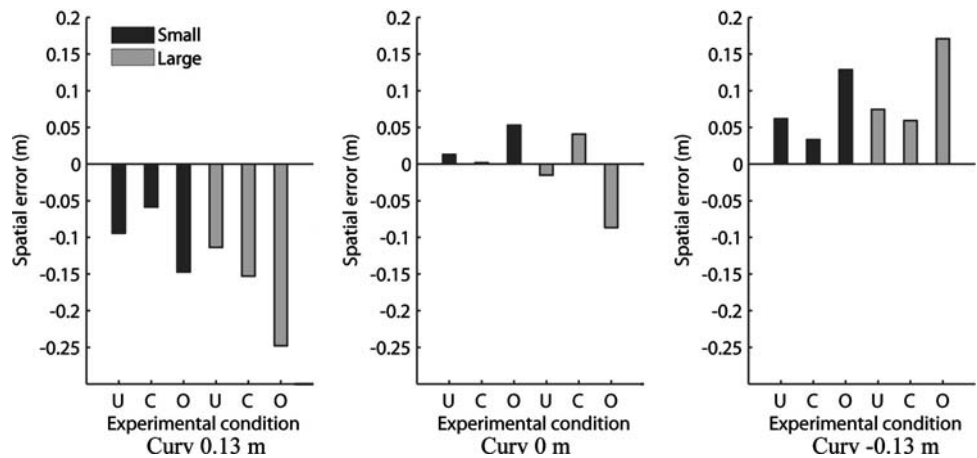 0.2
0.15
0.1
0.05
0
-0.05
-0.1
-0.15
-0.2
-0.25
Spatial error (m)
Small
Large
U C O U C O
Experimental condition
Curv 0.13 m
0.2
0.15
0.1
0.05
0
-0.05
-0.1
-0.15
-0.2
-0.25
Spatial error (m)
U C O U C O
Experimental condition
Curv 0 m
0.2
0.15
0.1
0.05
0
-0.05
-0.1
-0.15
-0.2
-0.25
Spatial error (m)
U C O U C O
Experimental condition
Curv -0.13 m